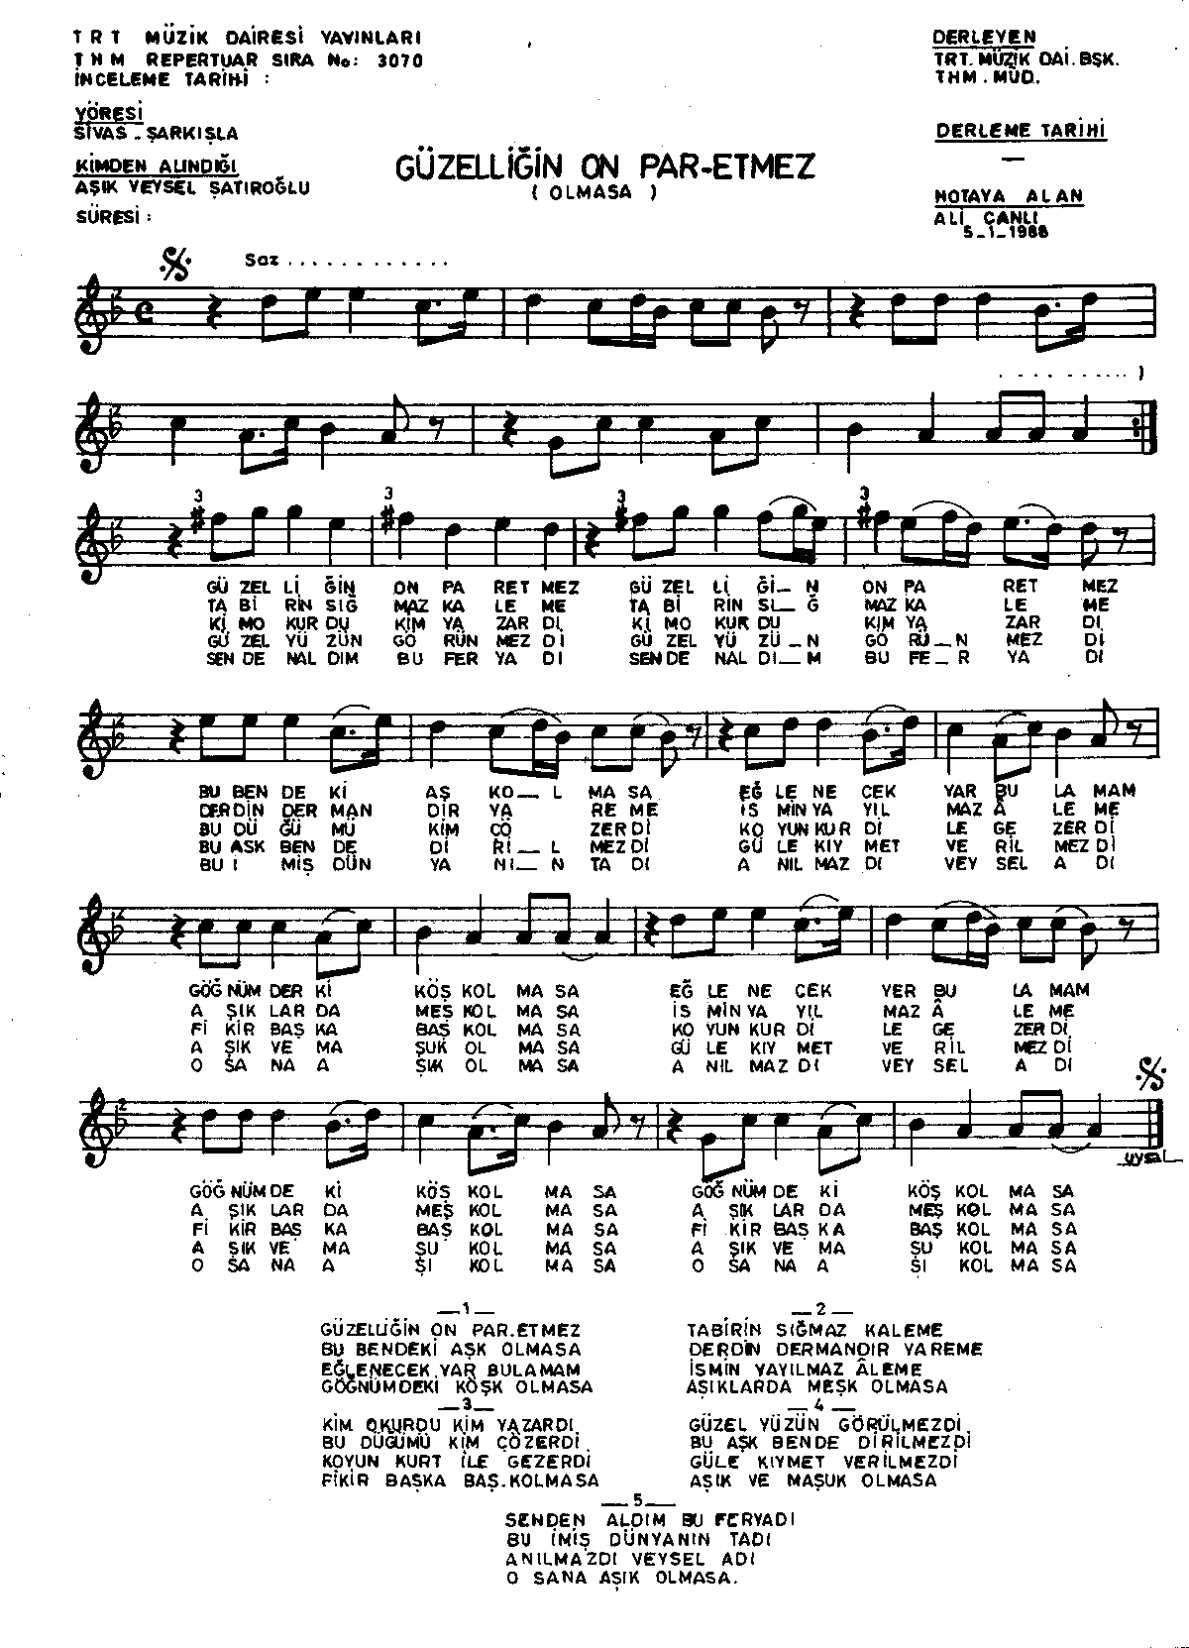 TRT MÜZİK DAİRESİ YAYINLARI
THM REPERTUAR SIRA No: 3070
İNCELEME TARİHİ :
YÖRESİ
SİVAS - ŞARKIŞLA
KİMDEN ALINDIĞI
AŞIK VEYSEL ŞATIROĞLU
SÜRESİ :
DERLEYEN
TRT. MÜZİK DAİ. BŞK.
THM. MÜD.
DERLEME TARİHİ
—
NOTAYA ALAN
ALİ CANLI
5-1-1988
GÜZELLİĞİN ON PAR-ETMEZ
( OLMASA )
Saz . . . . . . . . . . . .
. . . . . . . . . . )
3 3 3 3
GÜ ZEL Lİ ĞİN ON PA RET MEZ GÜ ZEL Lİ Ğİ_ N ON PA RET MEZ
TA Bİ RİN SIG MAZ KA LE ME TA Bİ RİN SI_ Ğ MAZ KA LE ME
Kİ MO KUR DU KİM YA ZAR DI Kİ MO KUR DU KIM YA ZAR DI
GÜ ZEL YÜ ZÜN GÖ RÜN MEZ Dİ GÜ ZEL YÜ ZÜ_ N GÖ RÜ_ N MEZ Dİ
SEN DE NAL DIM BU FER YA DI SEN DE NAL DI_ M BU FE_ R YA DI
BU BEN DE Kİ AŞ KO_ L MA SA EĞ LE NE CEK YAR BU LA MAM
DERDİN DER MAN DIR YA RE ME İS MİN YA YIL MAZ Â LE ME
BU DÜ ĞÜ MÜ KİM ÇÖ ZER Dİ KO YUN KUR Dİ LE GE ZER Dİ
BU ASK BEN DE Dİ Rİ_ L MEZ Dİ GÜ LE KIY MET VE RİL MEZ Dİ
BU İ MİŞ DÜN YA NI_ N TA DI A NIL MAZ DI VEY SEL A DI
GÖĞ NÜM DER Kİ KÖŞ KOL MA SA EĞ LE NE CEK YER BU LA MAM
A ŞIK LAR DA MEŞ KOL MA SA İS MİN YA YIL MAZ Â LE ME
Fİ KİR BAŞ KA BAŞ KOL MA SA KO YUN KUR Dİ LE GE ZER Dİ
A ŞIK VE MA ŞUK OL MA SA GÜ LE KIY MET VE RİL MEZ Dİ
O SA NA A ŞIK OL MA SA A NIL MAZ DI VEY SEL A DI
uysal
GÖĞ NÜM DE Kİ KÖŞ KOL MA SA GÖĞ NÜM DE Kİ KÖŞ KOL MA SA
A ŞIK LAR DA MEŞ KOL MA SA A ŞIK LAR DA MEŞ KOL MA SA
Fİ KİR BAS KA BAŞ KOL MA SA Fİ KİR BAS KA BAŞ KOL MA SA
A ŞIK VE MA ŞU KOL MA SA A ŞIK VE MA ŞU KOL MA SA
O SA NA A ŞI KOL MA SA O SA NA A ŞI KOL MA SA
—1—
GÜZELLİĞİN ON PAR.ETMEZ
BU BENDEKİ AŞK OLMASA
EĞLENECEK YAR BULAMAM
GÖĞNÜMDEKİ KÖŞK OLMASA
—2—
TABİRİN SIĞMAZ KALEME
DERDİN DERMANDIR YAREME
İSMİN YAYILMAZ ÂLEME
AŞIKLARDA MEŞK OLMASA
—3—
KİM OKURDU KİM YAZARDI
BU DÜĞÜMÜ KİM ÇÖZERDİ
KOYUN KURT İLE GEZERDİ
FİKİR BAŞKA BAŞ.KOLMASA
—4—
GÜZEL YÜZÜN GÖRÜLMEZDİ
BU AŞK BENDE DİRİLMEZDİ
GÜLE KIYMET VERİLMEZDİ
AŞIK VE MAŞUK OLMASA
—5—
SENDEN ALDIM BU FERYADI
BU İMİŞ DÜNYANIN TADI
ANILMAZDI VEYSEL ADI
O SANA AŞIK OLMASA.